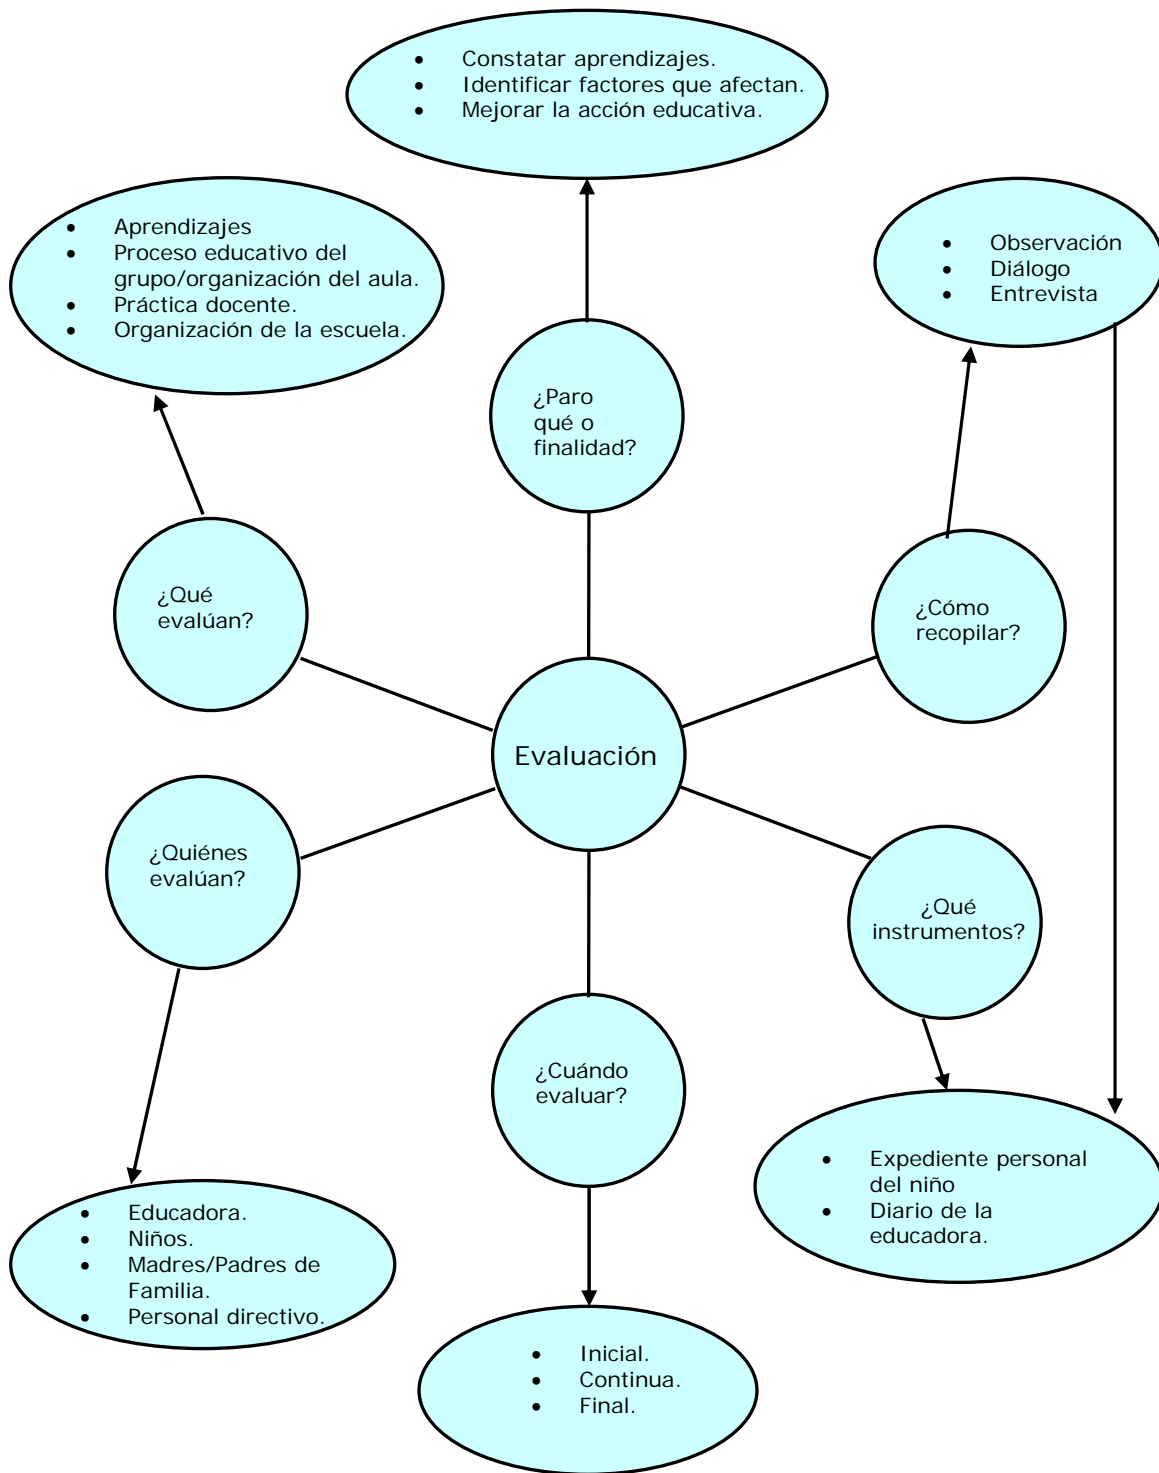 • Constatar aprendizajes.
• Identificar factores que afectan.
• Mejorar la acción educativa.
• Aprendizajes
• Proceso educativo del
grupo/organización del aula.
• Práctica docente.
• Organización de la escuela.
• Observación
• Diálogo
• Entrevista
¿Paro
qué o
finalidad?
¿Qué
evalúan?
¿Cómo
recopilar?
Evaluación
¿Quiénes
evalúan?
¿Qué
instrumentos?
¿Cuándo
evaluar?
• Expediente personal
del niño
• Diario de la
educadora.
• Educadora.
• Niños.
• Madres/Padres de
Familia.
• Personal directivo.
• Inicial.
• Continua.
• Final.